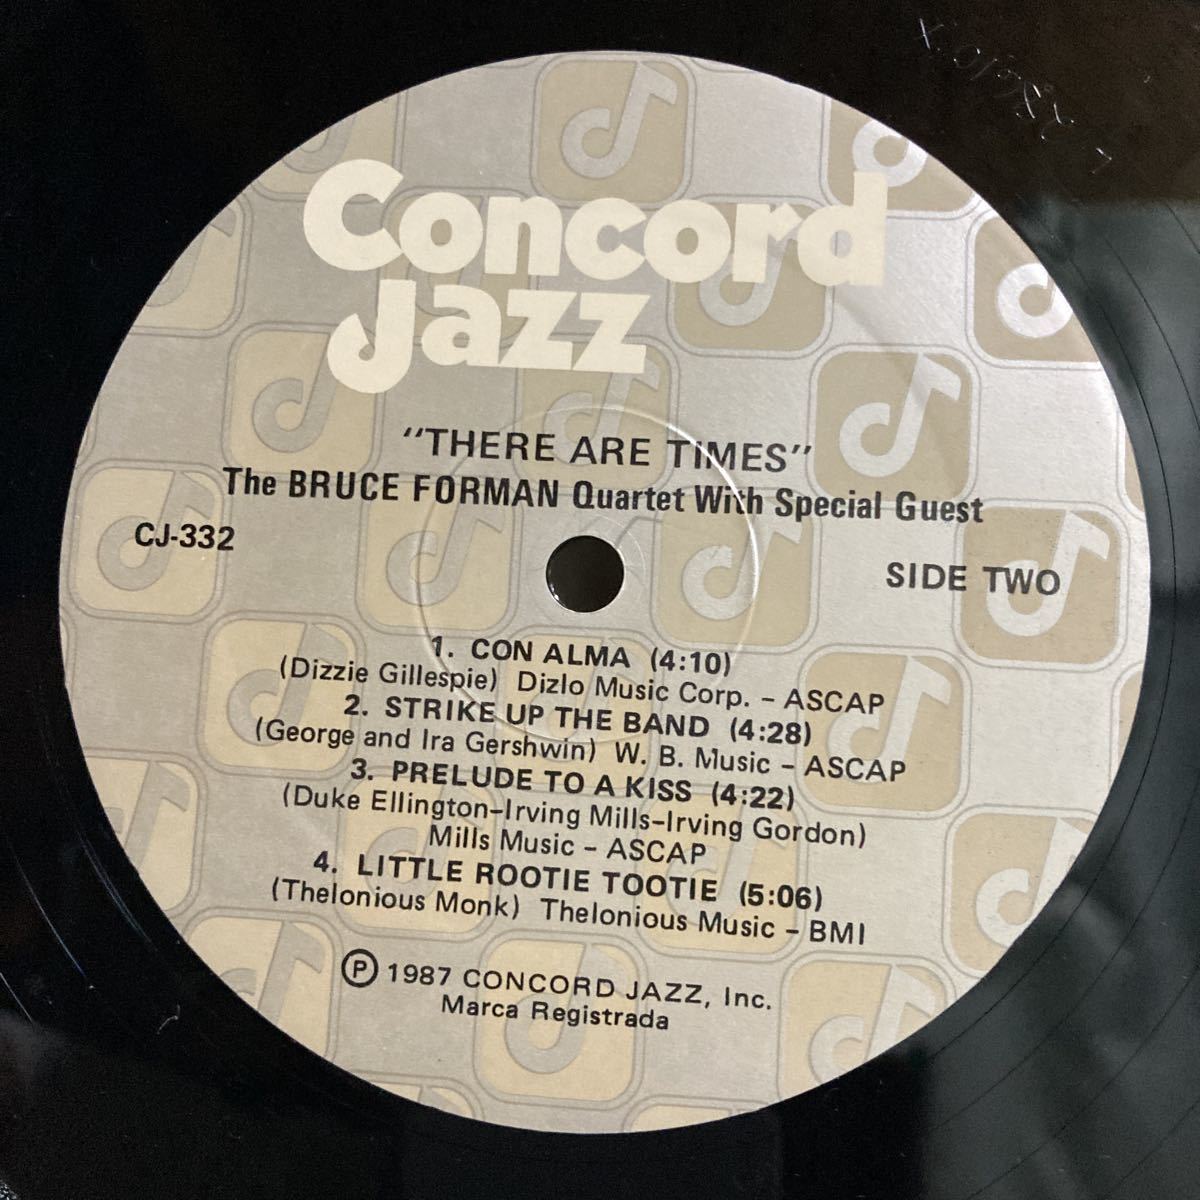 Concord
Jazz
"THERE ARE TIMES"
The BRUCE FORMAN Quartet With Special Guest
CJ-332
SIDE TWO
1. CON ALMA (4:10)
(Dizzie Gillespie) Dizlo Music Corp. - ASCAP
2. STRIKE UP THE BAND (4:28)
(George and Ira Gershwin) W. B. Music - ASCAP
3. PRELUDE TO A KISS (4:22)
(Duke Ellington-Irving Mills-Irving Gordon)
Mills Music - ASCAP
4. LITTLE ROOTIE TOOTIE (5:06)
(Thelonious Monk) Thelonious Music - BMI
Ⓟ 1987 CONCORD JAZZ, Inc.
Marca Registrada